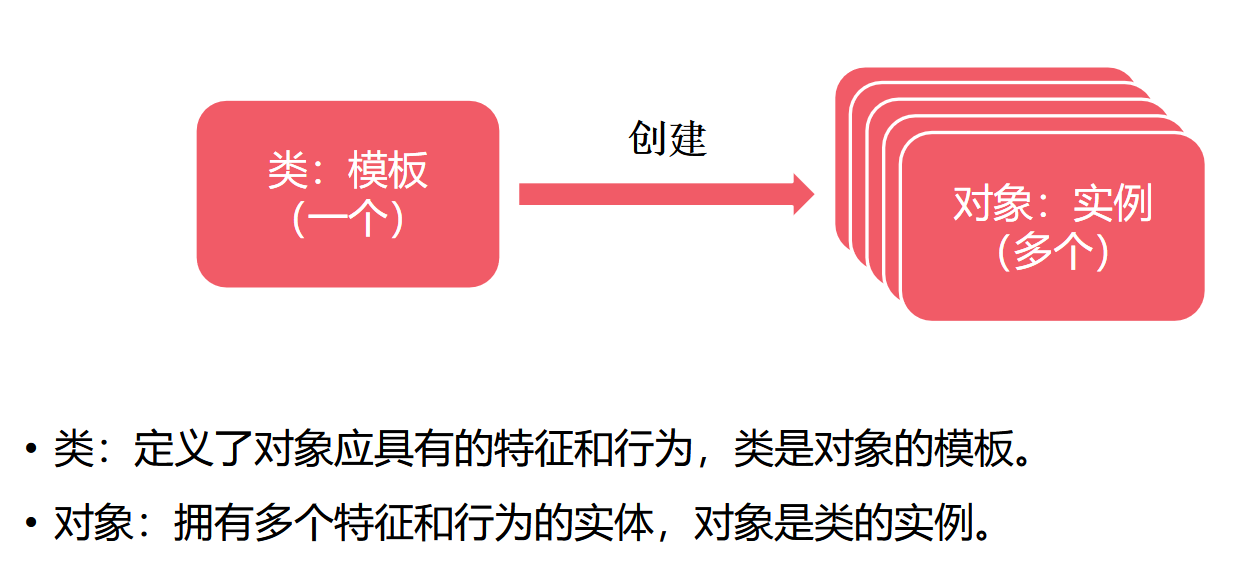 类：模板
（一个）
创建
对象：实例
（多个）
• 类：定义了对象应具有的特征和行为，类是对象的模板。
• 对象：拥有多个特征和行为的实体，对象是类的实例。